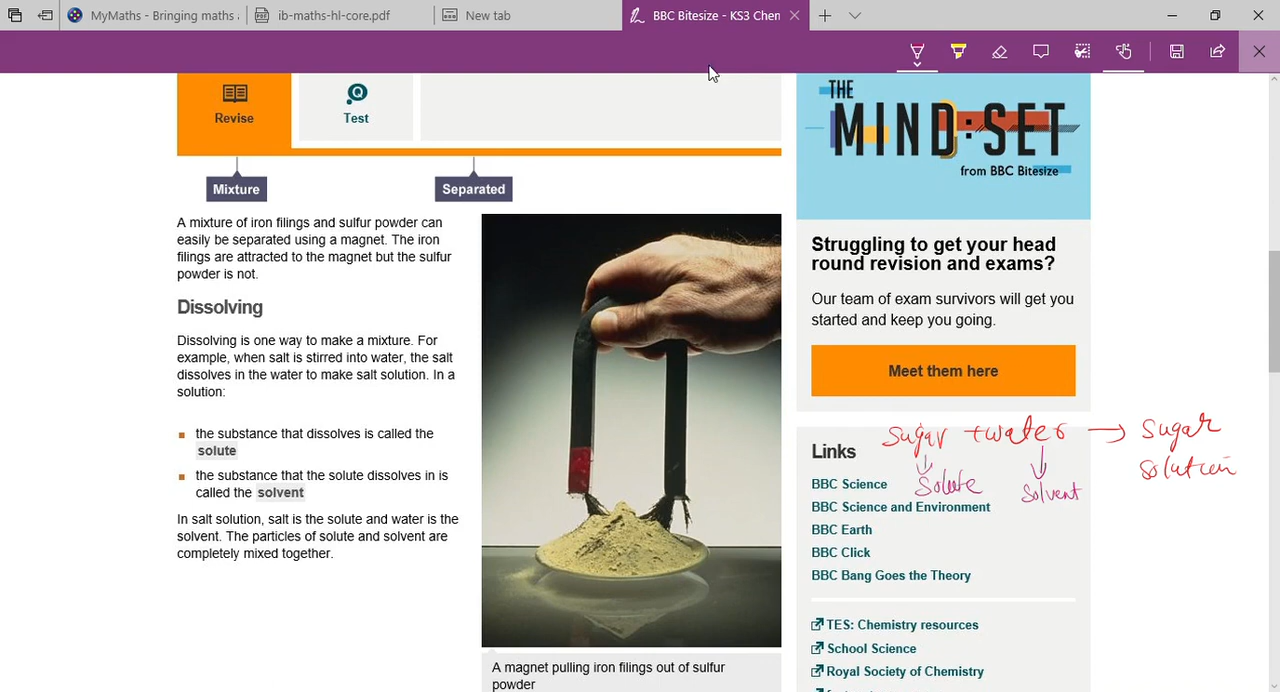 MyMaths - Bringing maths
ib-maths-hl-core.pdf
New tab
BBC Bitesize - KS3 Chen
Revise
Test
Mixture
Separated
A mixture of iron filings and sulfur powder can
easily be separated using a magnet. The iron
filings are attracted to the magnet but the sulfur
powder is not.
Dissolving
Dissolving is one way to make a mixture. For
example, when salt is stirred into water, the salt
dissolves in the water to make salt solution. In a
solution:
the substance that dissolves is called the
solute
the substance that the solute dissolves in is
called the solvent
In salt solution, salt is the solute and water is the
solvent. The particles of solute and solvent are
completely mixed together.
A magnet pulling iron filings out of sulfur
powder
THE
MIND:SET
from BBC Bitesize
Struggling to get your head
round revision and exams?
Our team of exam survivors will get you
started and keep you going.
Meet them here
sugar + water → sugar
solution
solute
solvent
Links
BBC Science
BBC Science and Environment
BBC Earth
BBC Click
BBC Bang Goes the Theory
TES: Chemistry resources
School Science
Royal Society of Chemistry